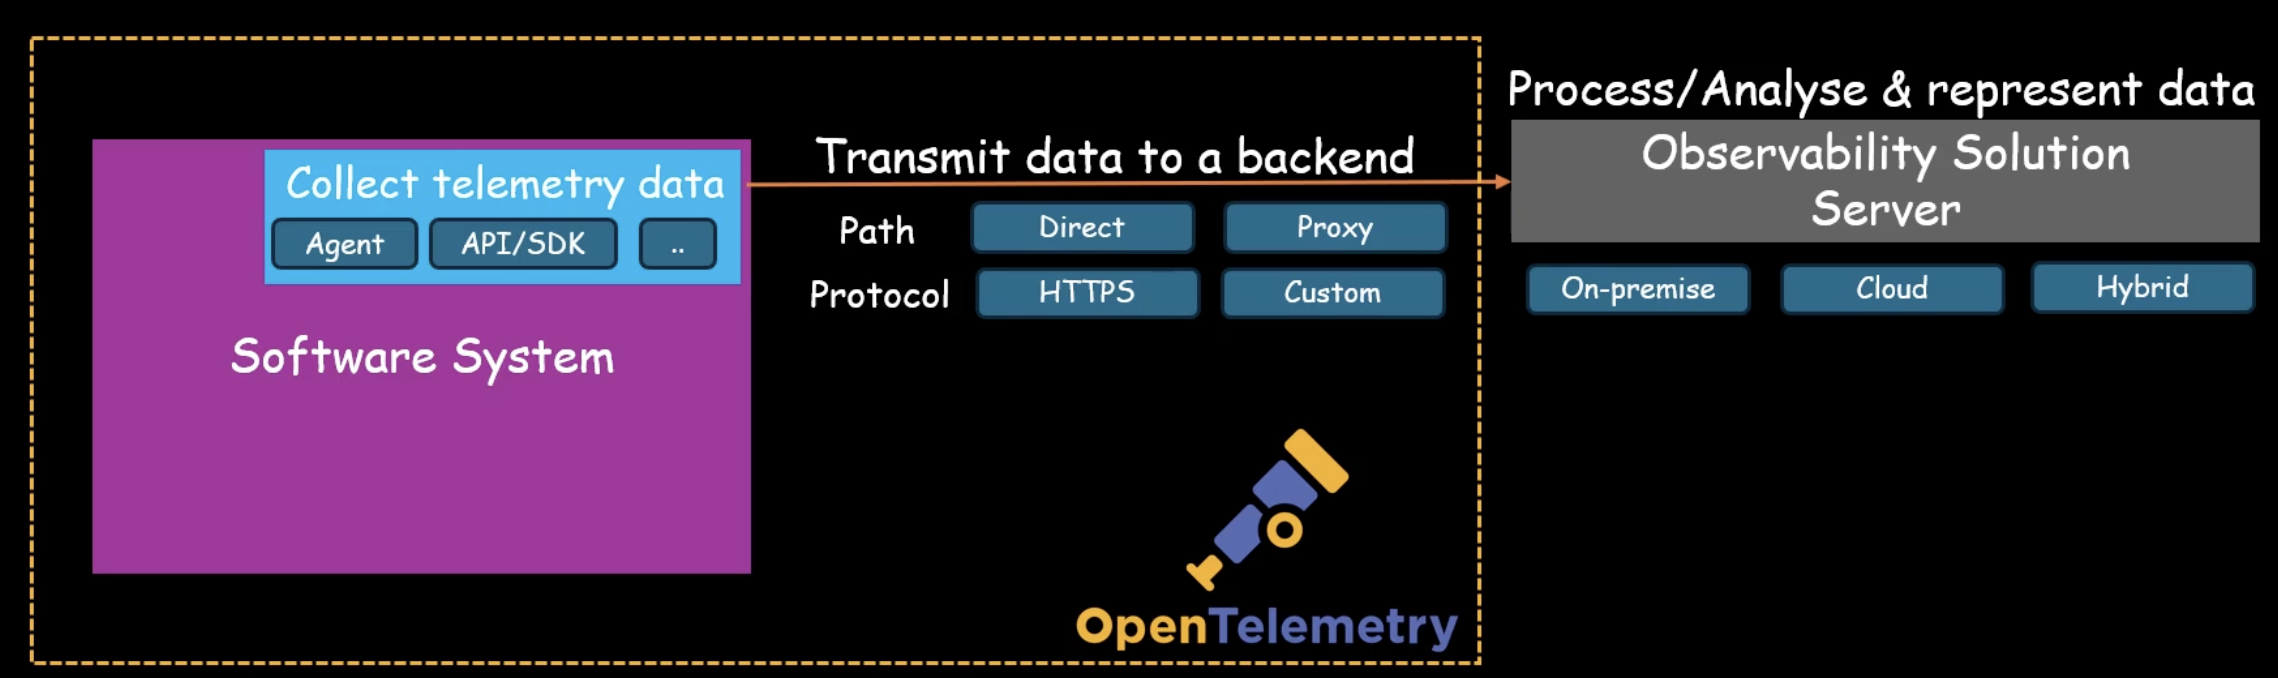 Process/Analyse & represent data
Transmit data to a backend
Observability Solution
Server
Collect telemetry data
Agent
API/SDK
..
Path
Direct
Proxy
Protocol
HTTPS
Custom
On-premise
Cloud
Hybrid
Software System
OpenTelemetry